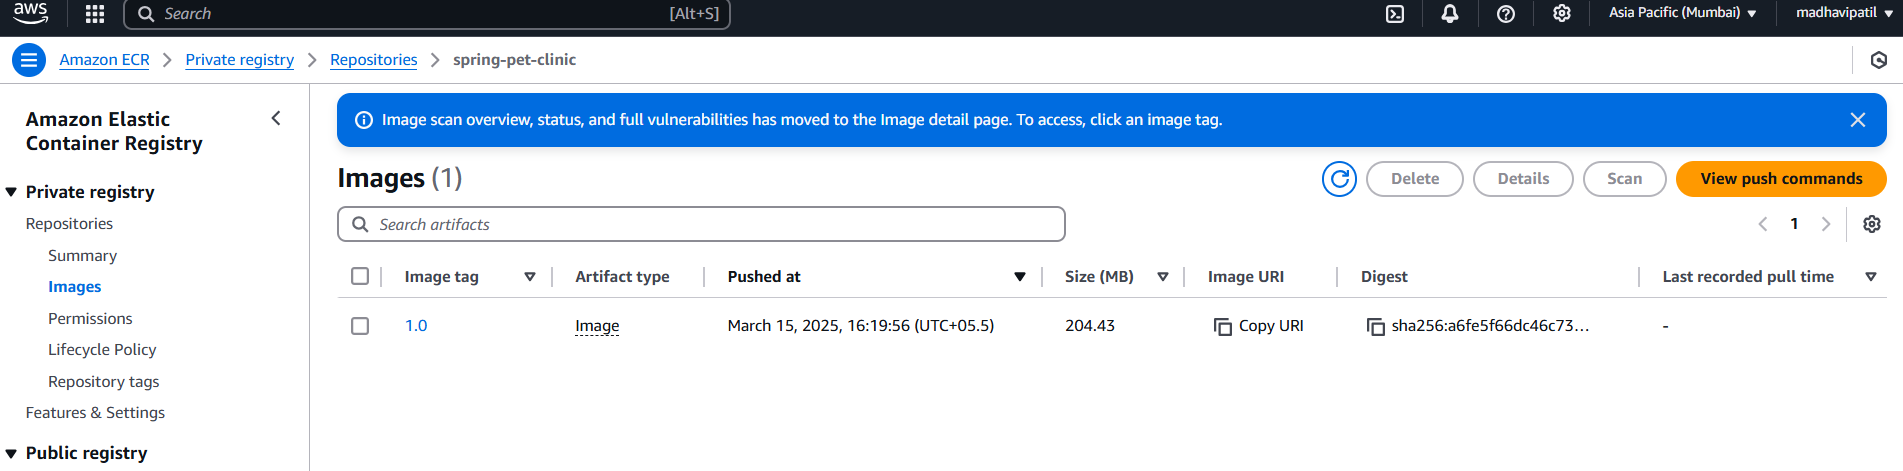 aws
Search [Alt+S] Asia Pacific (Mumbai) madhavipatil
Amazon ECR Private registry Repositories spring-pet-clinic
Amazon Elastic
Container Registry
Private registry
Repositories
Summary
Images
Permissions
Lifecycle Policy
Repository tags
Features & Settings
Public registry
Image scan overview, status, and full vulnerabilities has moved to the Image detail page. To access, click an image tag.
Images (1) Delete Details Scan View push commands
Search artifacts 1
Image tag Artifact type Pushed at Size (MB) Image URI Digest Last recorded pull time
1.0 Image March 15, 2025, 16:19:56 (UTC+05.5) 204.43 Copy URI sha256:a6fe5f66dc46c73... -